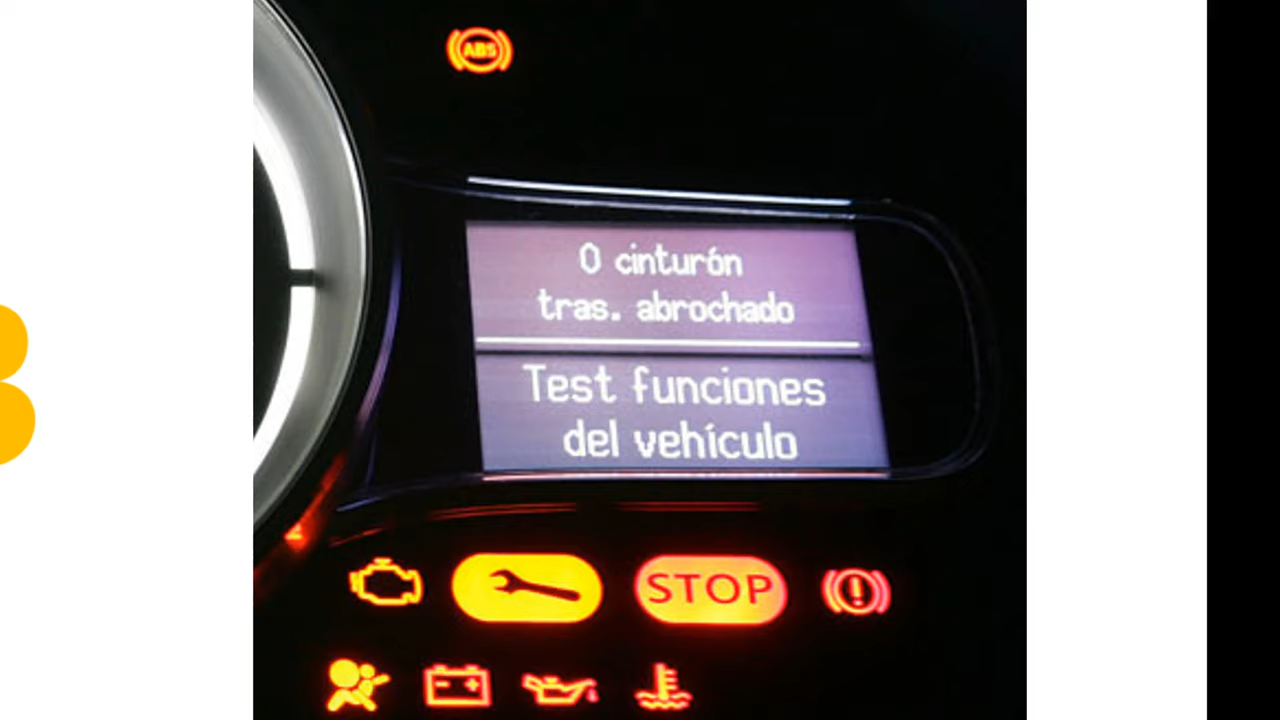 ABS
0 cinturón
tras. abrochado
Test funciones
del vehículo
STOP